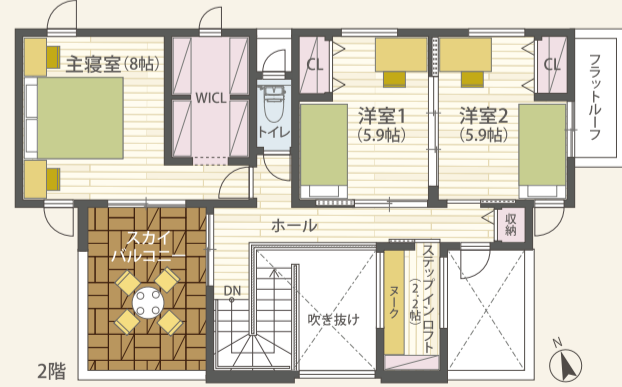 主寝室(8帖)
WICL
トイレ
CL
洋室1
(5.9帖)
洋室2
(5.9帖)
CL
フラットルーフ
ホール
収納
スカイ
バルコニー
DN
吹き抜け
ヌーク
ステップインロフト
(2.2帖)
2階
N